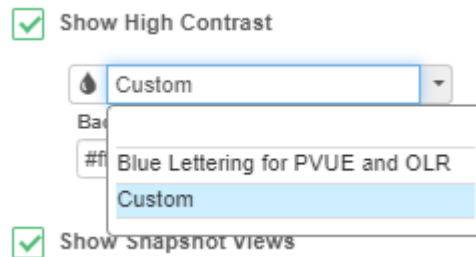 Show High Contrast
Custom
Blue Lettering for PVUE and OLR
Custom
Show Snapshot Views